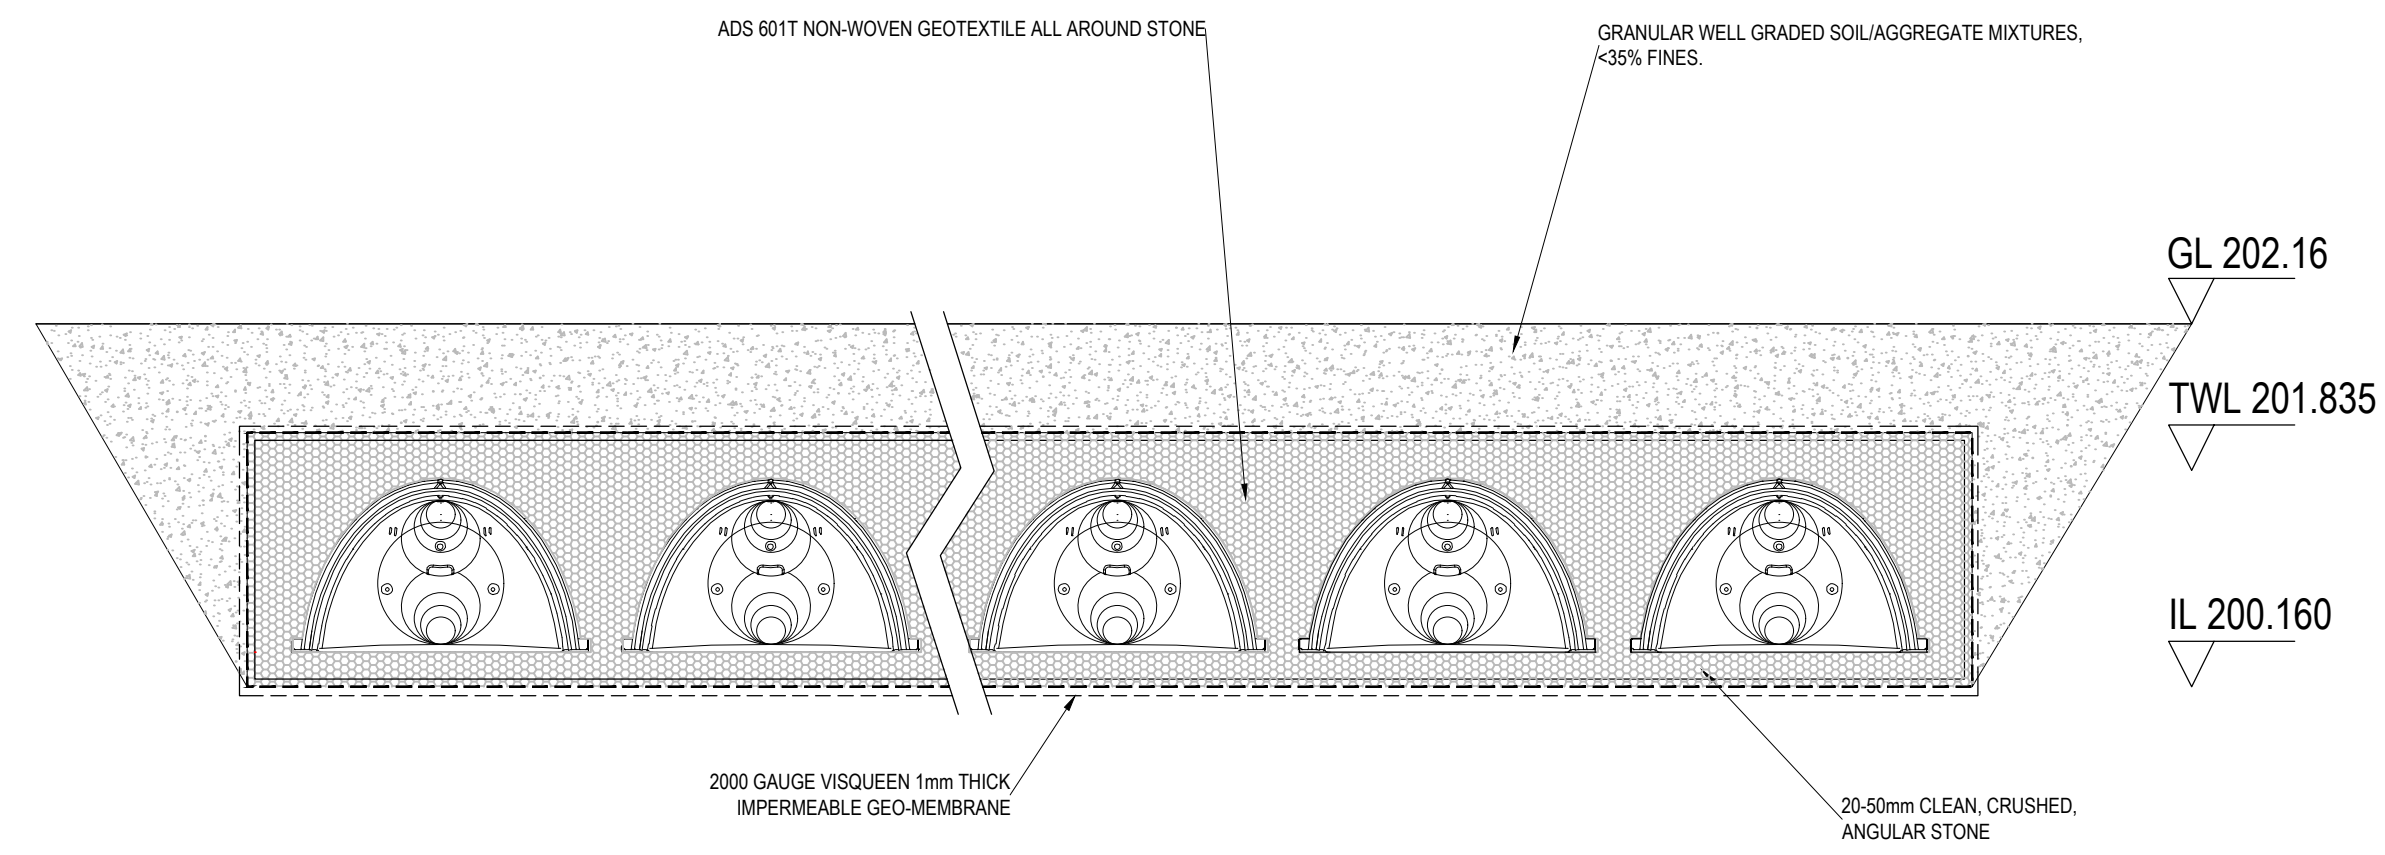 ADS 601T NON-WOVEN GEOTEXTILE ALL AROUND STONE
GRANULAR WELL GRADED SOIL/AGGREGATE MIXTURES,
<35% FINES.
GL 202.16
TWL 201.835
IL 200.160
2000 GAUGE VISQUEEN 1mm THICK
IMPERMEABLE GEO-MEMBRANE
20-50mm CLEAN, CRUSHED,
ANGULAR STONE